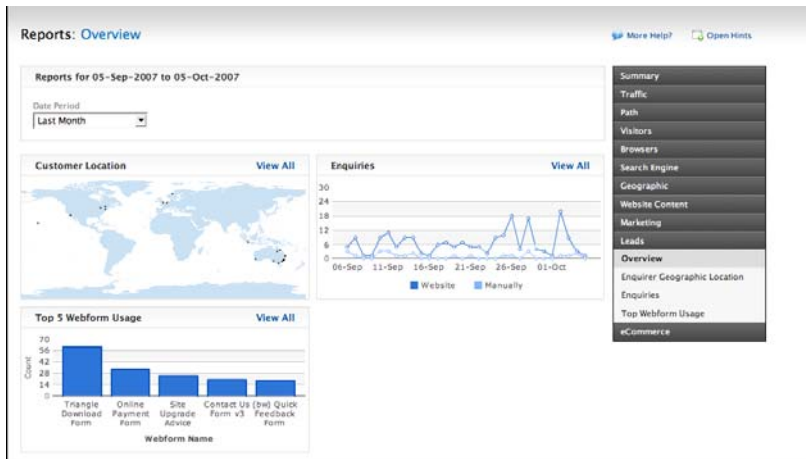 Reports: Overview
More Help?
Open Hints
Reports for 05-Sep-2007 to 05-Oct-2007
Date Period
Last Month
Customer Location
View All
Enquiries
View All
30
24
18
12
6
0
06-Sep 11-Sep 16-Sep 21-Sep 26-Sep 01-Oct
Website Manually
Top 5 Webform Usage
View All
70
56
42
28
14
0
Count
Triangle Download Form
Online Payment Form
Site Upgrade Advice
Contact Us Form v3
(bw) Quick Feedback Form
Webform Name
Summary
Traffic
Path
Visitors
Browsers
Search Engine
Geographic
Website Content
Marketing
Leads
Overview
Enquirer Geographic Location
Enquiries
Top Webform Usage
eCommerce